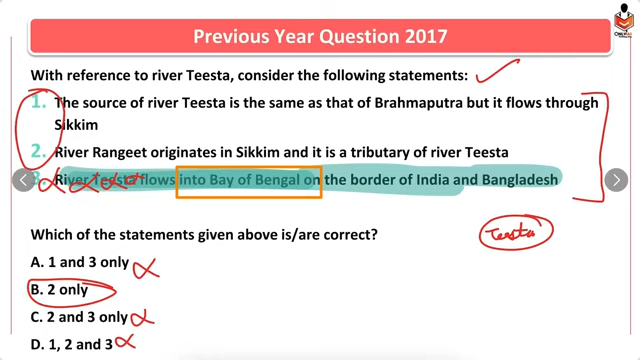 Previous Year Question 2017
With reference to river Teesta, consider the following statements:
1. The source of river Teesta is the same as that of Brahmaputra but it flows through
Sikkim
2. River Rangeet originates in Sikkim and it is a tributary of river Teesta
3. River Teesta flows into Bay of Bengal on the border of India and Bangladesh
Which of the statements given above is/are correct?
Teesta
A. 1 and 3 only
B. 2 only
C. 2 and 3 only
D. 1, 2 and 3